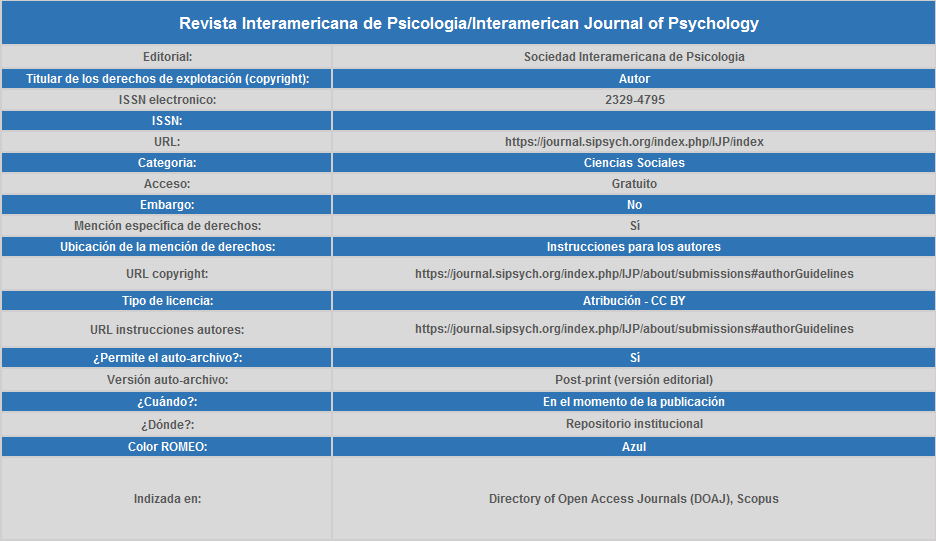 Revista Interamericana de Psicologia/Interamerican Journal of Psychology
Editorial: Sociedad Interamericana de Psicologia
Titular de los derechos de explotación (copyright): Autor
ISSN electronico: 2329-4795
ISSN:
URL: https://journal.sipsych.org/index.php/IJP/index
Categoria: Ciencias Sociales
Acceso: Gratuito
Embargo: No
Mención específica de derechos: Sí
Ubicación de la mención de derechos: Instrucciones para los autores
URL copyright: https://journal.sipsych.org/index.php/IJP/about/submissions#authorGuidelines
Tipo de licencia: Atribución - CC BY
URL instrucciones autores: https://journal.sipsych.org/index.php/IJP/about/submissions#authorGuidelines
¿Permite el auto-archivo?: Sí
Versión auto-archivo: Post-print (versión editorial)
¿Cuándo?: En el momento de la publicación
¿Dónde?: Repositorio institucional
Color ROMEO: Azul
Indizada en: Directory of Open Access Journals (DOAJ), Scopus